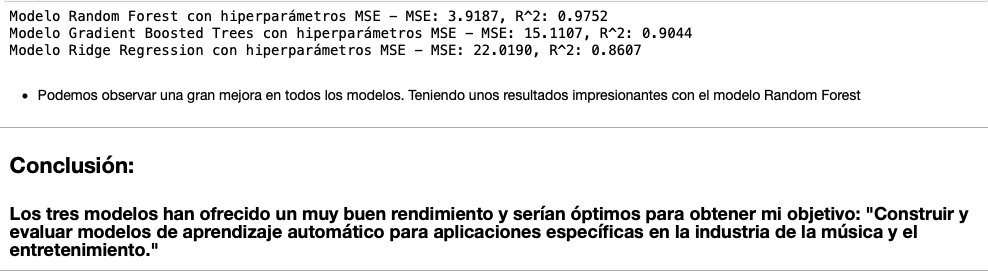 Modelo Random Forest con hiperparámetros MSE – MSE: 3.9187, R^2: 0.9752
Modelo Gradient Boosted Trees con hiperparámetros MSE – MSE: 15.1107, R^2: 0.9044
Modelo Ridge Regression con hiperparámetros MSE – MSE: 22.0190, R^2: 0.8607
• Podemos observar una gran mejora en todos los modelos. Teniendo unos resultados impresionantes con el modelo Random Forest
Conclusión:
Los tres modelos han ofrecido un muy buen rendimiento y serían óptimos para obtener mi objetivo: "Construir y
evaluar modelos de aprendizaje automático para aplicaciones específicas en la industria de la música y el
entretenimiento."